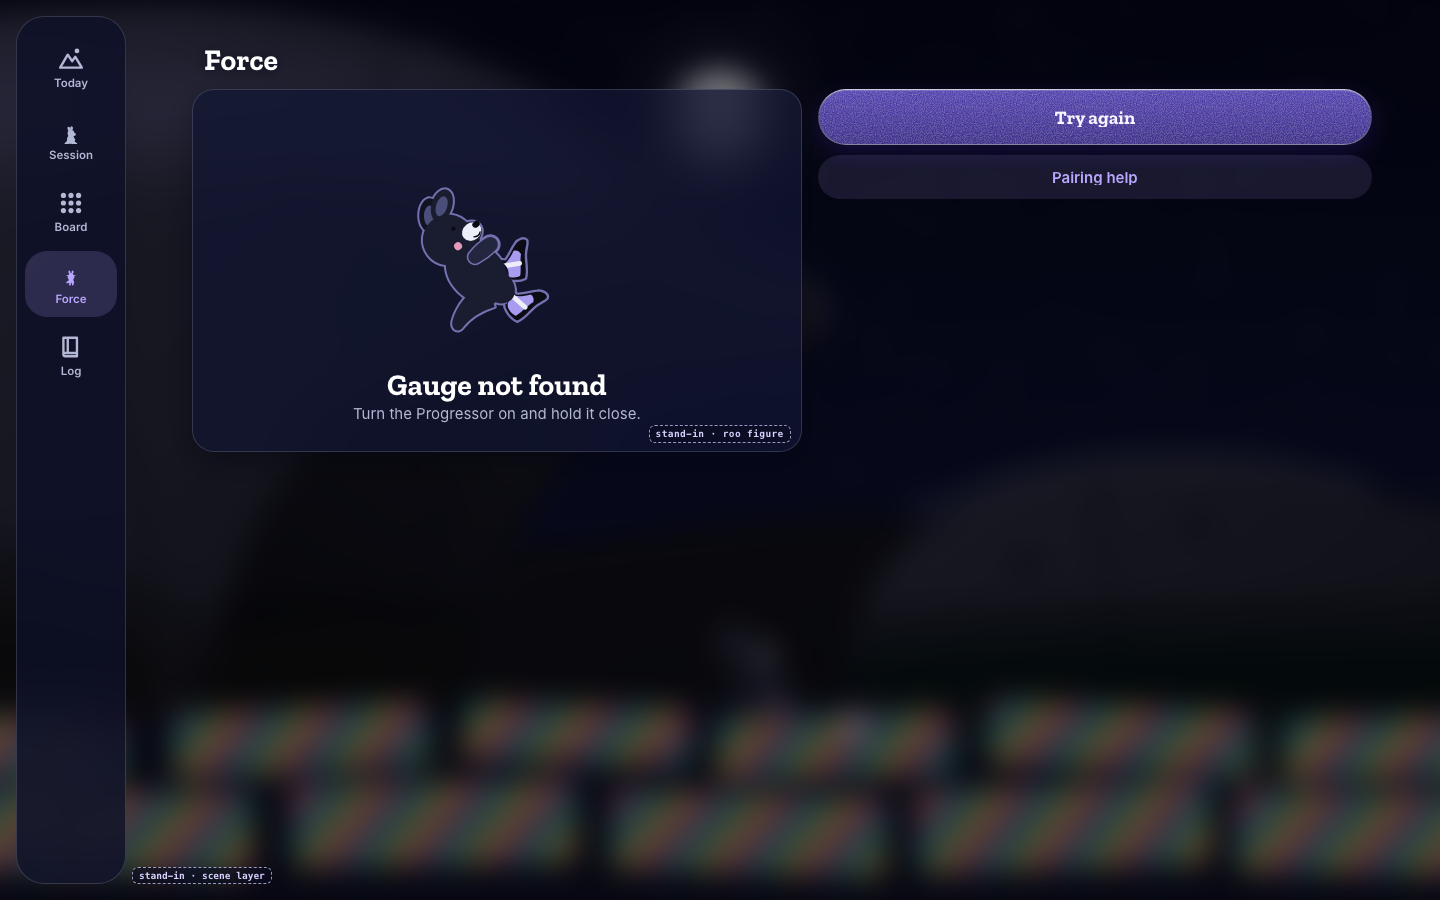 Today
Session
Board
Force
Log
Force
Gauge not found
Turn the Progressor on and hold it close.
stand-in · roo figure
Try again
Pairing help
stand-in · scene layer